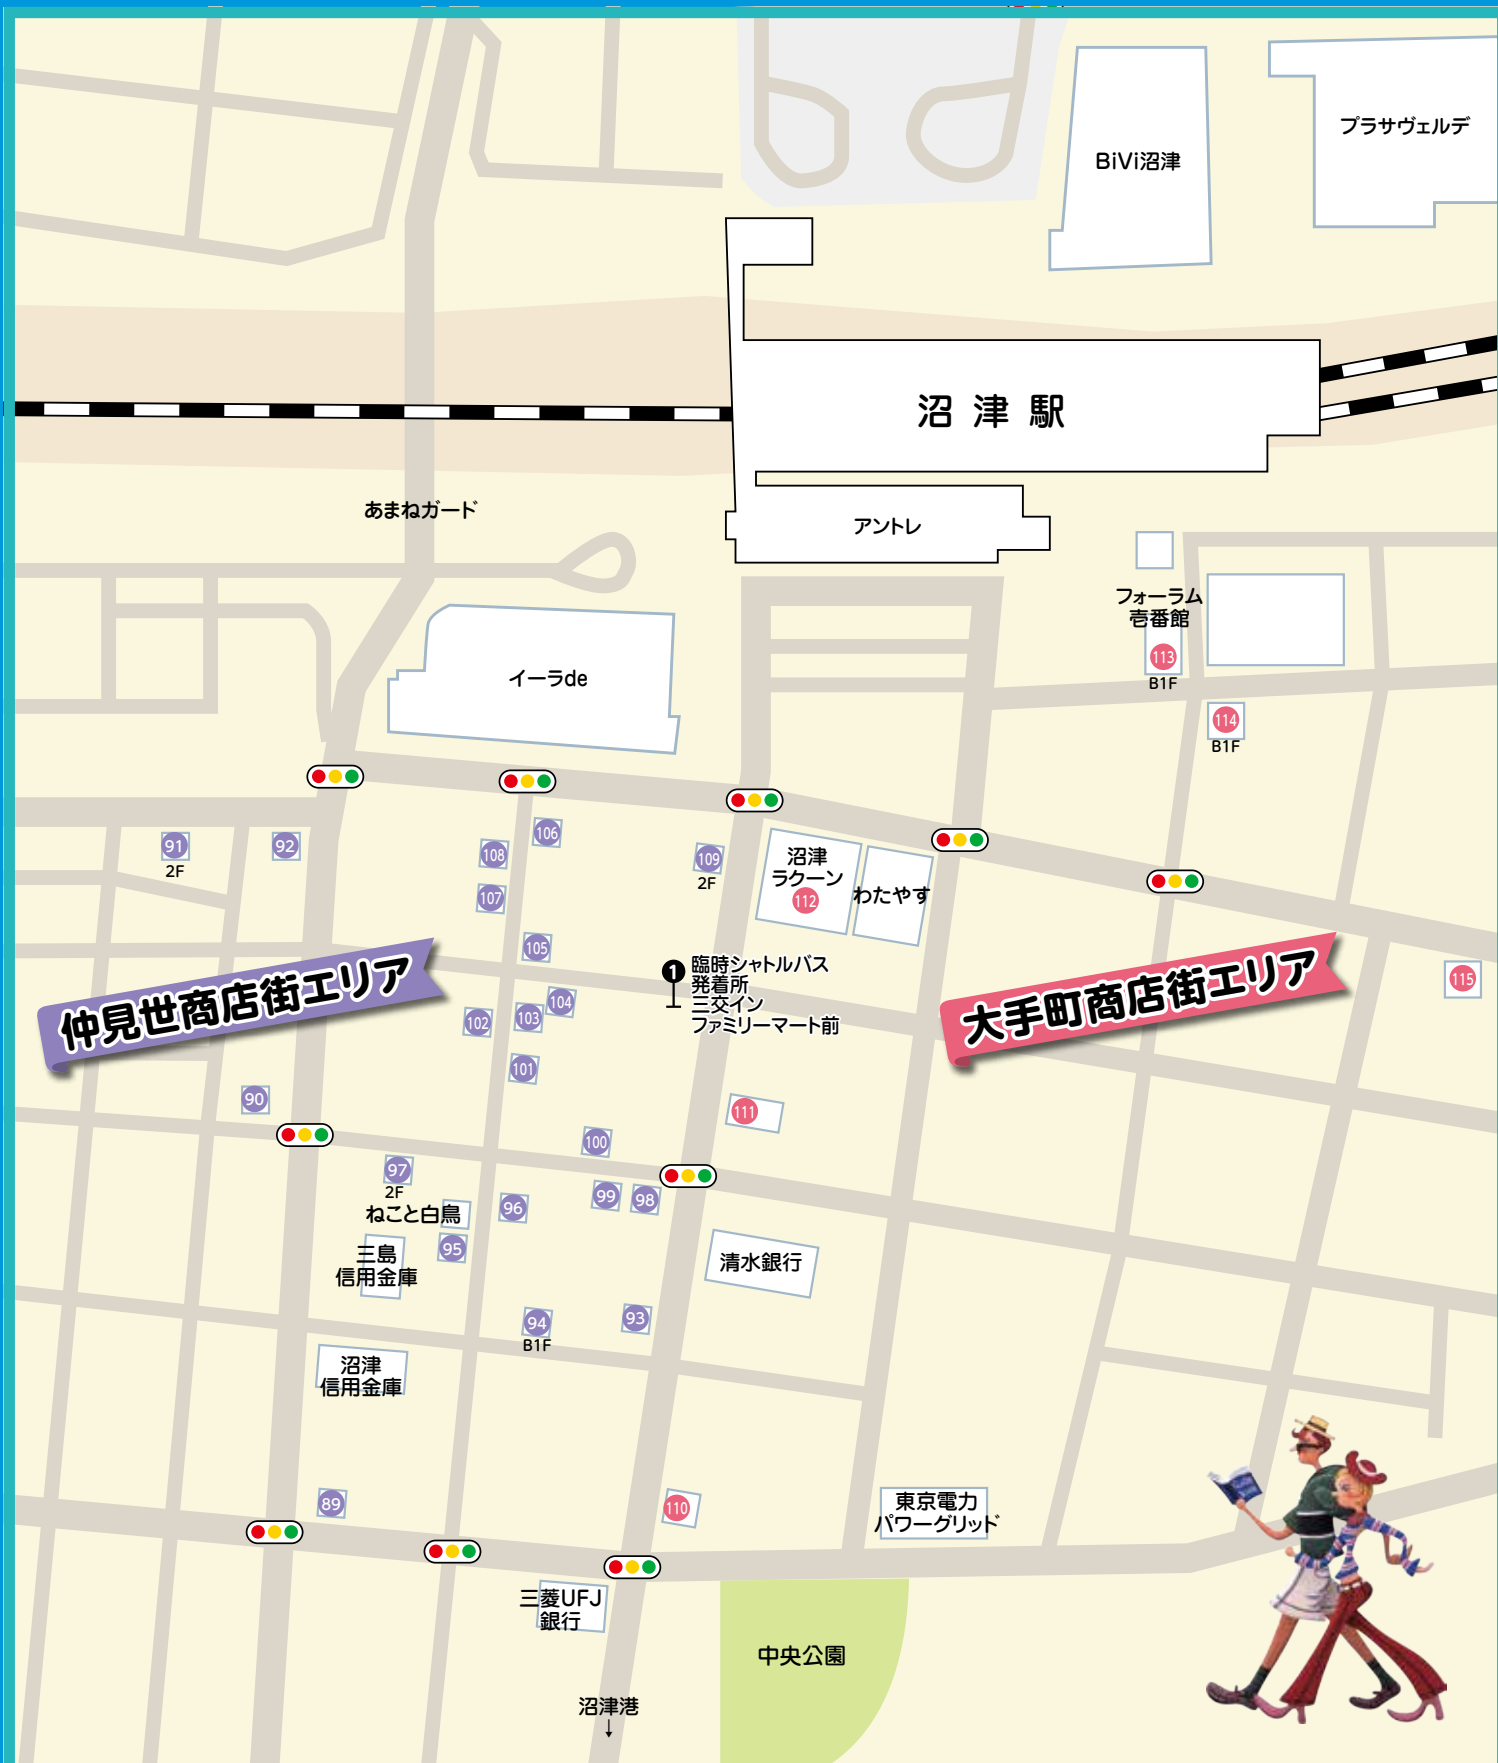 プラサヴェルデ
BiVi沼津
沼津駅
あまねガード
アントレ
フォーラム
壱番館
113
B1F
イーラde
114
B1F
106
91
2F
92
108
109
2F
沼津
ラクーン
112
わたやす
107
105
仲見世商店街エリア
1
臨時シャトルバス
発着所
三交イン
ファミリーマート前
大手町商店街エリア
115
104
103
102
101
90
111
100
97
2F
ねこと白鳥
96
99
98
95
三島
信用金庫
清水銀行
94
B1F
93
沼津
信用金庫
89
110
東京電力
パワーグリッド
三菱UFJ
銀行
中央公園
沼津港
↓